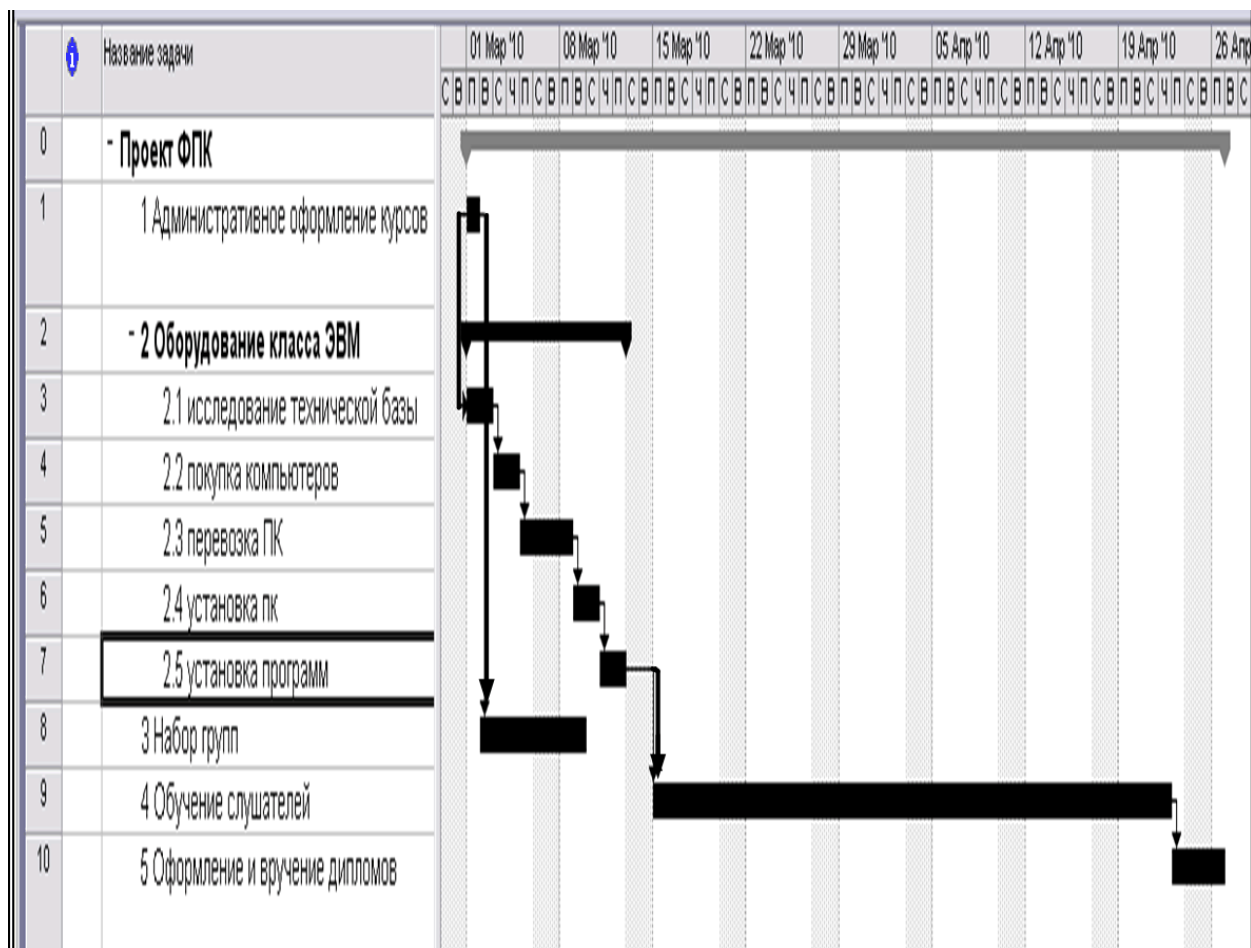 Название задачи
01 Мар '10 08 Мар '10 15 Мар '10 22 Мар '10 29 Мар '10 05 Апр '10 12 Апр '10 19 Апр '10 26 Апр
С В П В С Ч П С В П В С Ч П С В П В С Ч П С В П В С Ч П С В П В С Ч П С В П В С Ч П С В П В С Ч П С В П В С Ч П С В П В С
0 - Проект ФПК
1 1 Административное оформление курсов
2 - 2 Оборудование класса ЭВМ
3 2.1 исследование технической базы
4 2.2 покупка компьютеров
5 2.3 перевозка ПК
6 2.4 установка пк
7 2.5 установка программ
8 3 Набор групп
9 4 Обучение слушателей
10 5 Оформление и вручение дипломов